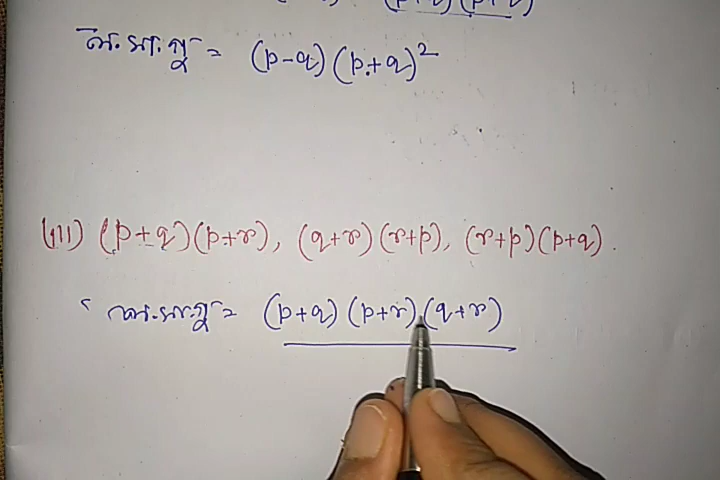 (p+q)(p+q)
ল.সা.গু = (p-q)(p+q)²
(iii) (p+q)(p+r), (q+r)(r+p), (r+p)(p+q).
ল.সা.গু = (p+q)(p+r)(q+r)